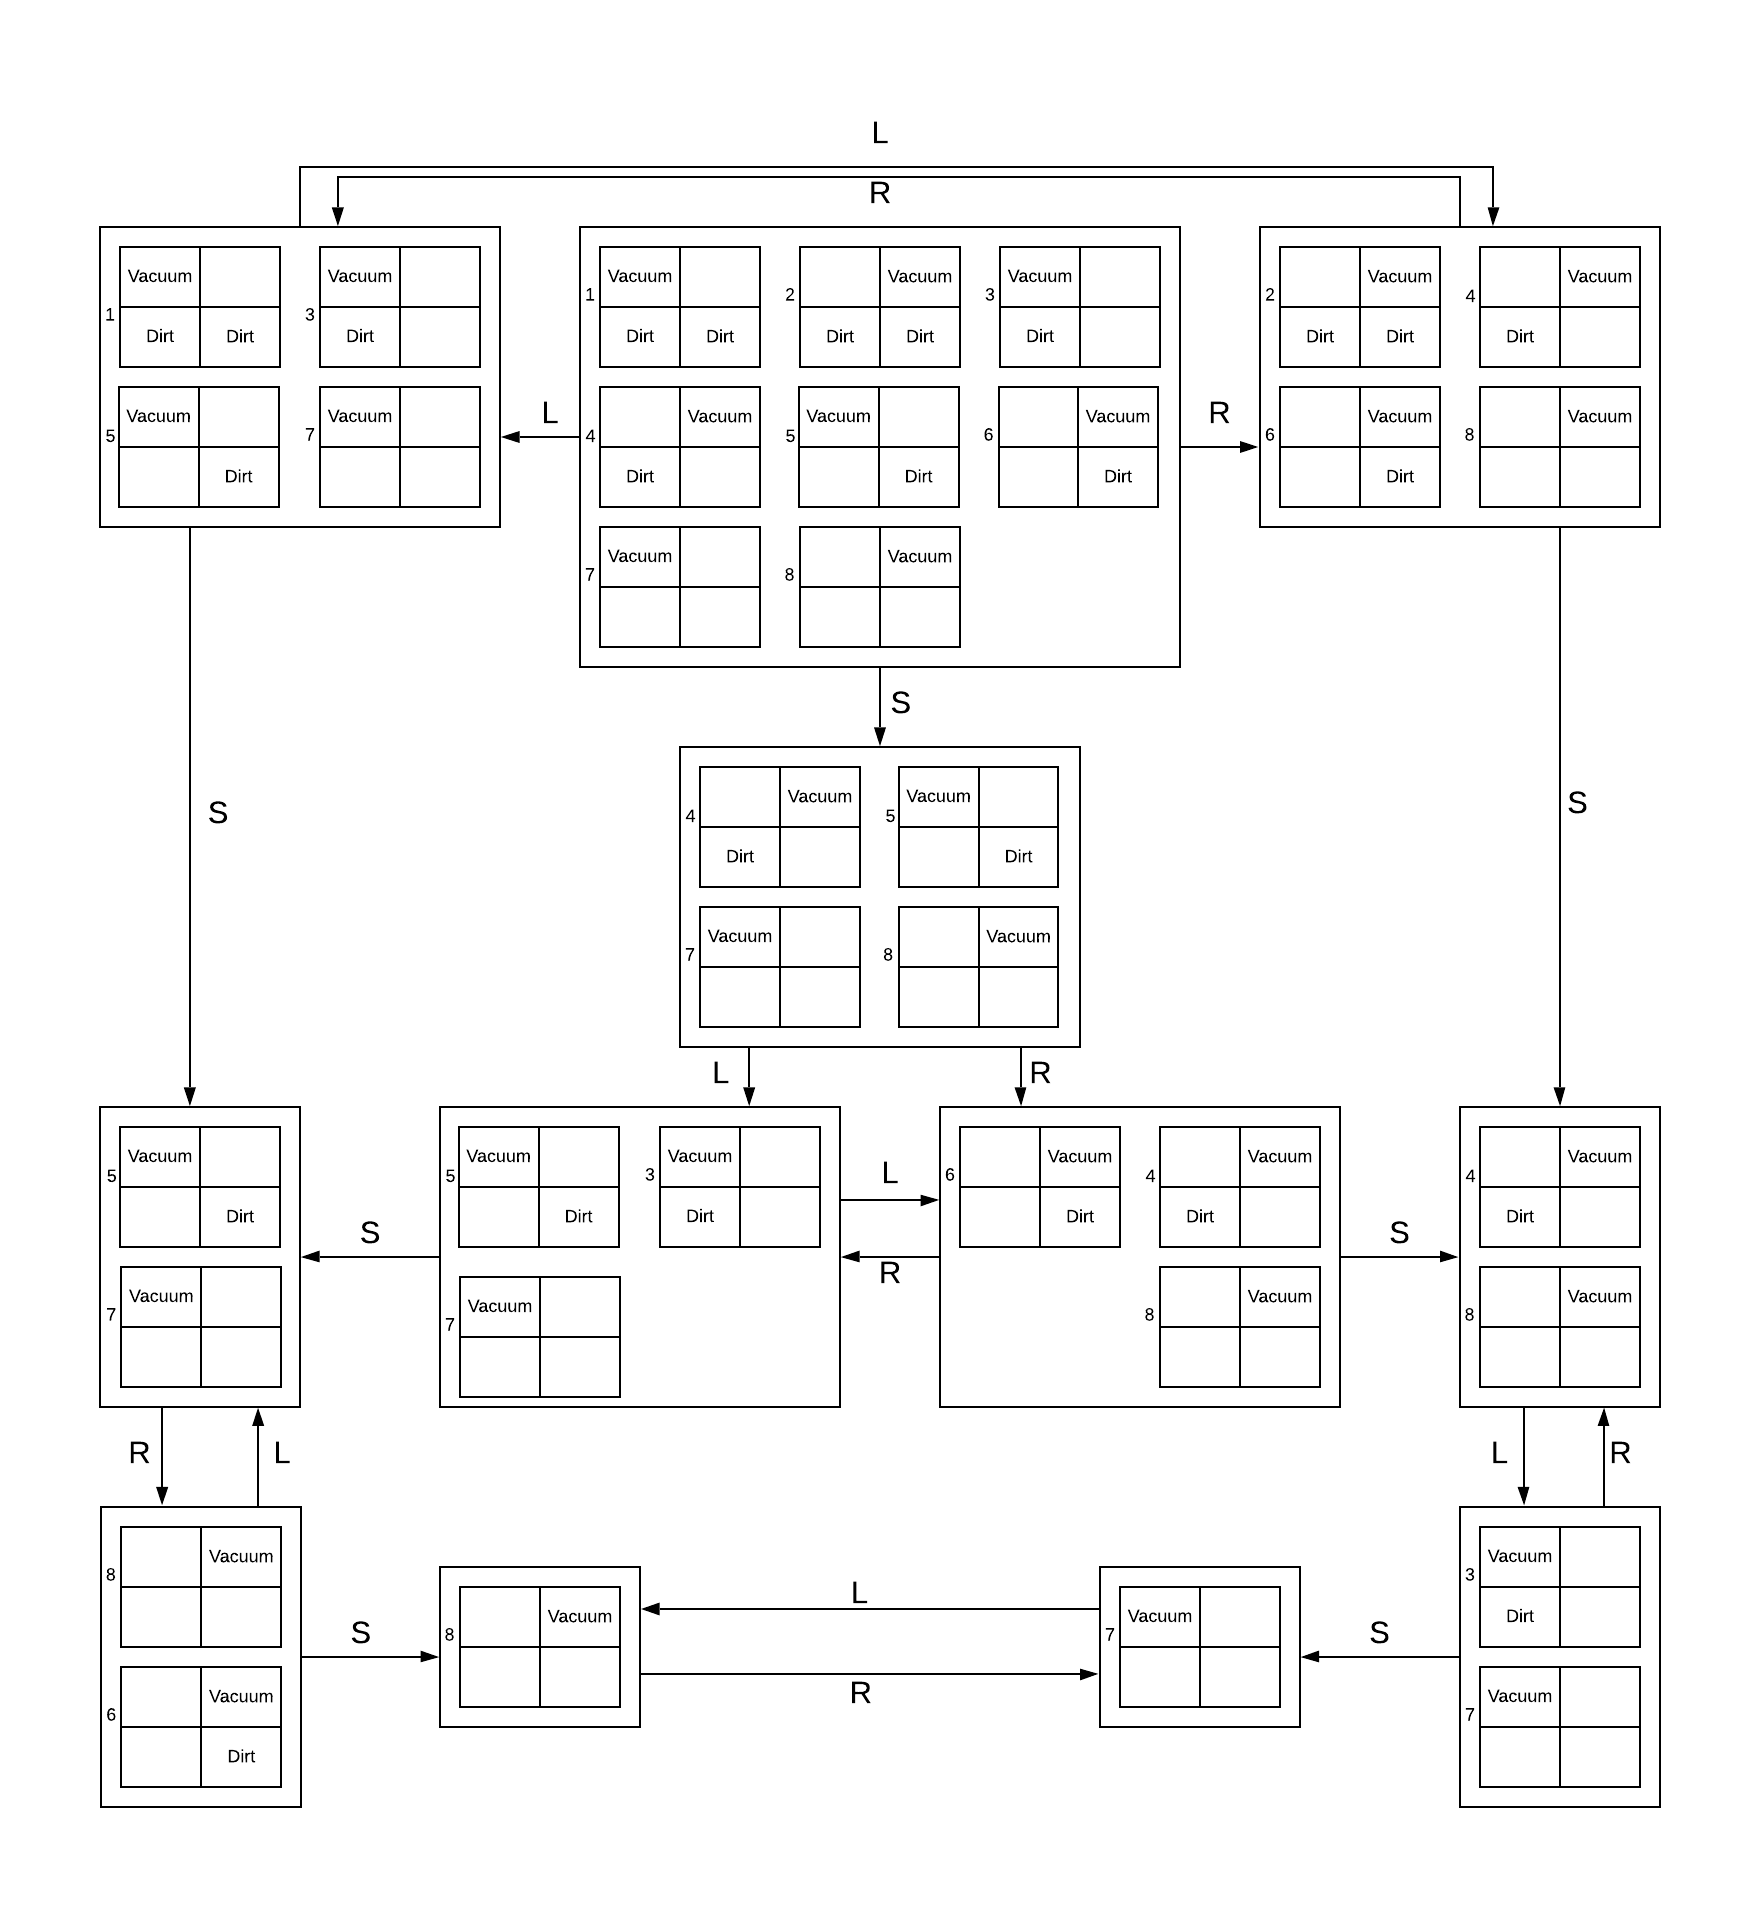 L
R
Vacuum Vacuum Vacuum Vacuum Vacuum Vacuum Vacuum
1 3 1 2 3 2 4
Dirt Dirt Dirt Dirt Dirt Dirt Dirt Dirt Dirt Dirt Dirt
L R
Vacuum Vacuum Vacuum Vacuum Vacuum Vacuum Vacuum
5 7 4 5 6 6 8
Dirt Dirt Dirt Dirt Dirt
Vacuum Vacuum
7 8
S
Vacuum Vacuum
S 4 5 S
Dirt Dirt
Vacuum Vacuum
7 8
L R
Vacuum Vacuum Vacuum Vacuum Vacuum Vacuum
5 5 3 L 6 4 4
Dirt Dirt Dirt Dirt Dirt Dirt
S R S
Vacuum Vacuum Vacuum Vacuum
7 7 8 8
R L L R
Vacuum Vacuum
8 3
L
Vacuum Vacuum Dirt
S 8 7 S
Vacuum R Vacuum
6 7
Dirt